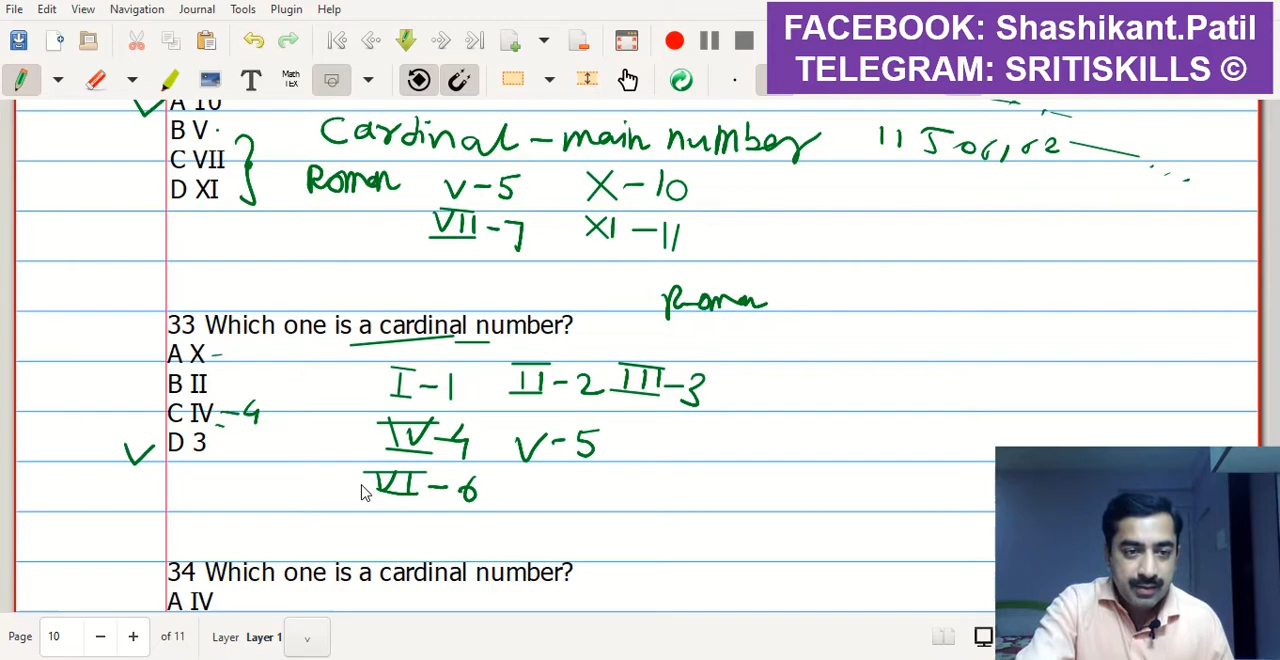 File Edit View Navigation Journal Tools Plugin Help
FACEBOOK: Shashikant.Patil
TELEGRAM: SRITISKILLS ©
T Math TEX
A 10
B V
C VII
D XI
Cardinal - main number
Roman V-5 X-10
VII-7 XI-11
Roman
33 Which one is a cardinal number?
A X
B II
C IV -4
D 3
I-1 II-2 III-3
IV-4 V-5
VI-6
34 Which one is a cardinal number?
A IV
Page 10 of 11 Layer Layer 1